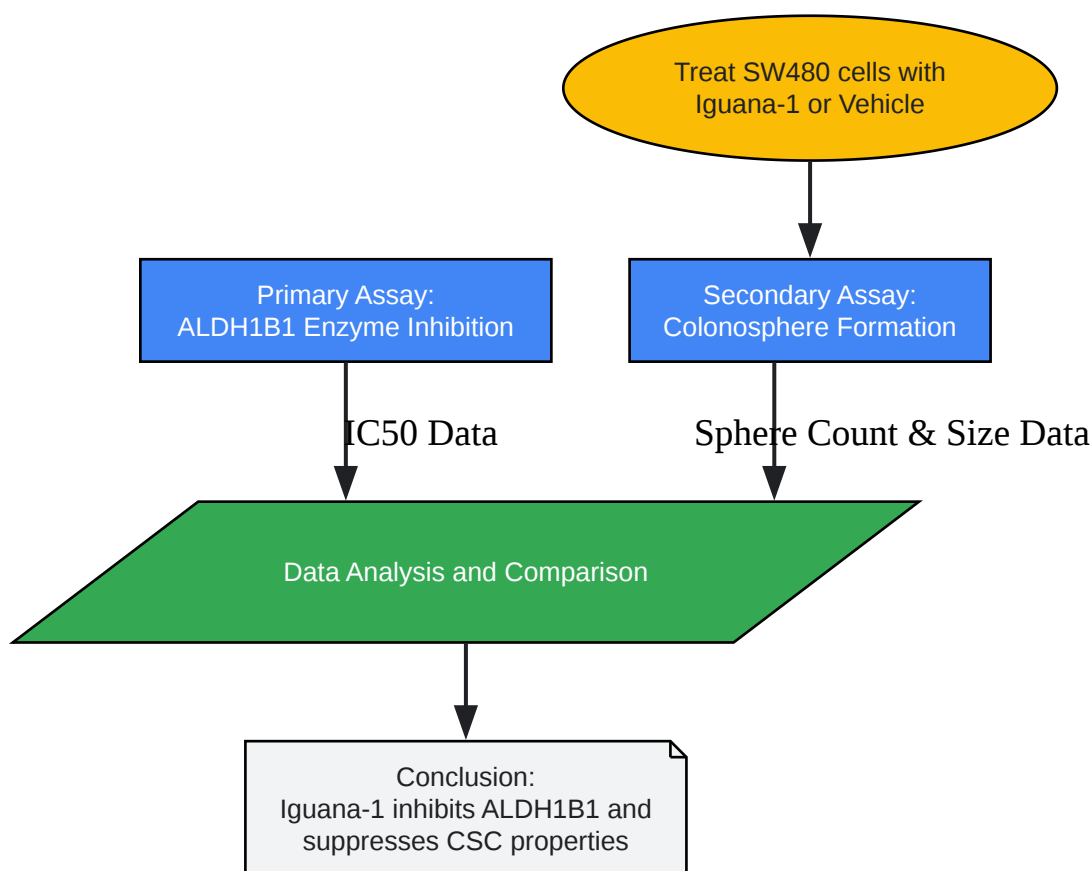 Treat SW480 cells with
Iguana-1 or Vehicle
Primary Assay:
ALDH1B1 Enzyme Inhibition
Secondary Assay:
Colonosphere Formation
IC50 Data
Sphere Count & Size Data
Data Analysis and Comparison
Conclusion:
Iguana-1 inhibits ALDH1B1 and
suppresses CSC properties